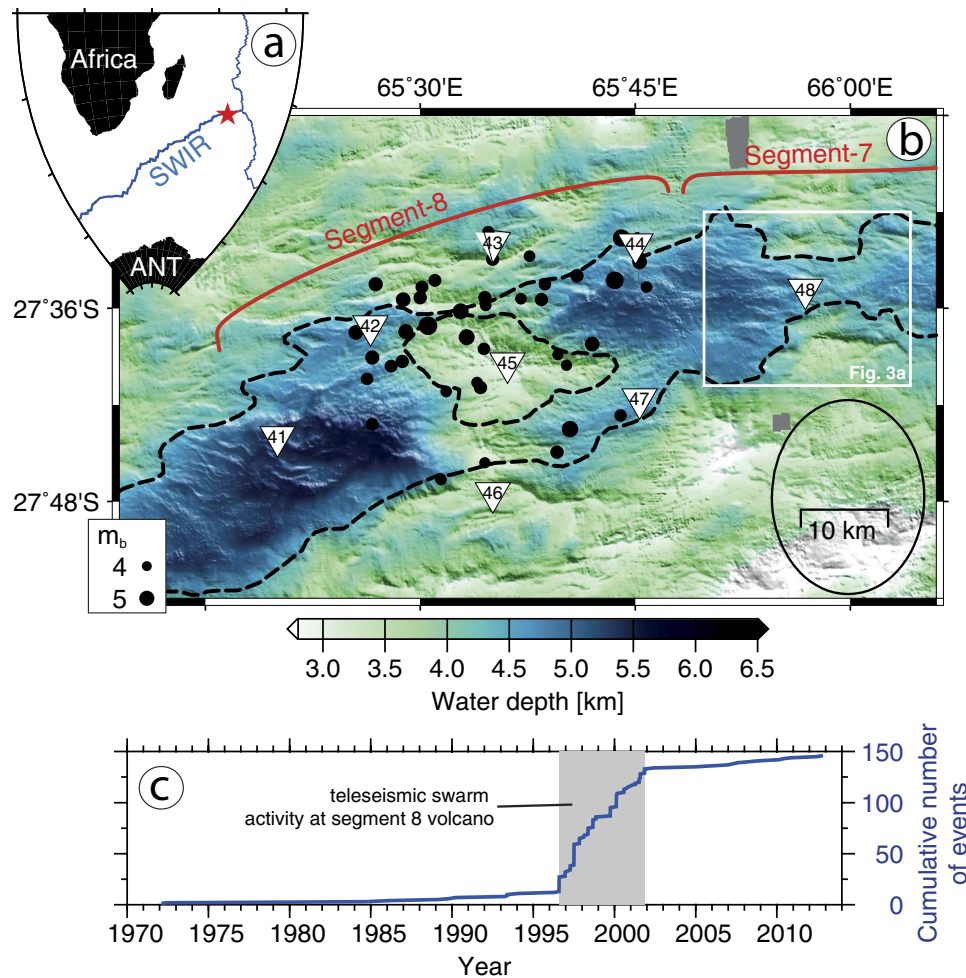 a
Africa
SWIR
ANT
65°30'E
65°45'E
66°00'E
b
Segment-8
Segment-7
27°36'S
27°48'S
43
44
48
42
45
47
41
46
Fig. 3a
10 km
mb
4
5
3.0 3.5 4.0 4.5 5.0 5.5 6.0 6.5
Water depth [km]
c
teleseismic swarm
activity at segment 8 volcano
150
100
50
0
Cumulative number
of events
1970 1975 1980 1985 1990 1995 2000 2005 2010
Year